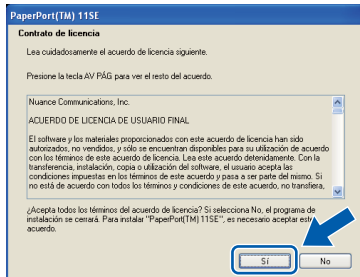 PaperPort(TM) 11SE
Contrato de licencia
Lea cuidadosamente el acuerdo de licencia siguiente.
Presione la tecla AV PÁG para ver el resto del acuerdo.
Nuance Communications, Inc.
ACUERDO DE LICENCIA DE USUARIO FINAL
El software y los materiales proporcionados con este acuerdo de licencia han sido
autorizados, no vendidos, y sólo se encuentran disponibles para su utilización de acuerdo
con los términos de este acuerdo de licencia. Lea este acuerdo detenidamente. Con la
transferencia, instalación, copia o utilización del software, el usuario acepta las
condiciones impuestas en los términos de este acuerdo y pasa a ser parte del mismo. Si
no está de acuerdo con todos los términos y condiciones de este acuerdo, no transfiera,
¿Acepta todos los términos del acuerdo de licencia? Si selecciona No, el programa de
instalación se cerrará. Para instalar "PaperPort(TM) 11SE", es necesario aceptar este
acuerdo.
Sí No